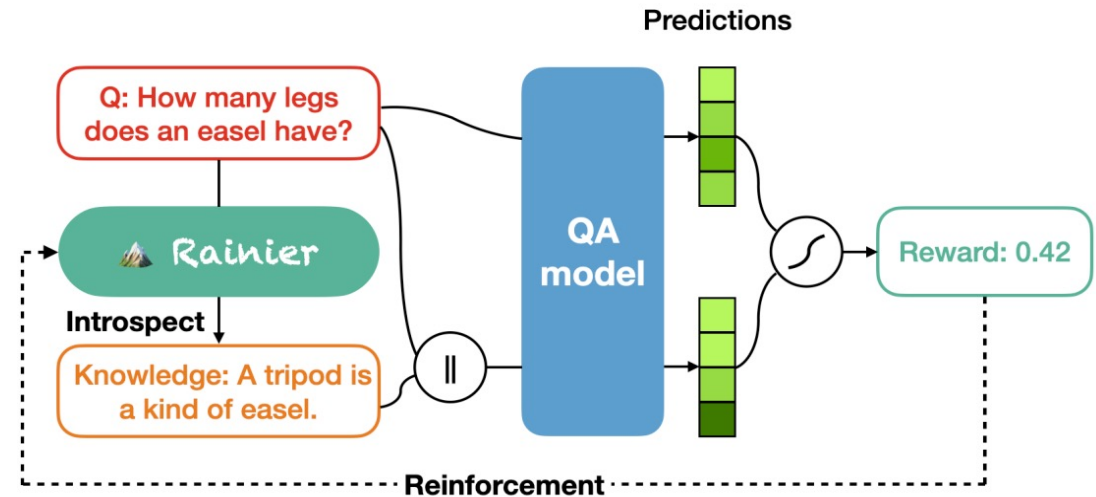 Predictions
Q: How many legs
does an easel have?
Rainier
Introspect
Knowledge: A tripod is
a kind of easel.
||
QA
model
Reward: 0.42
Reinforcement